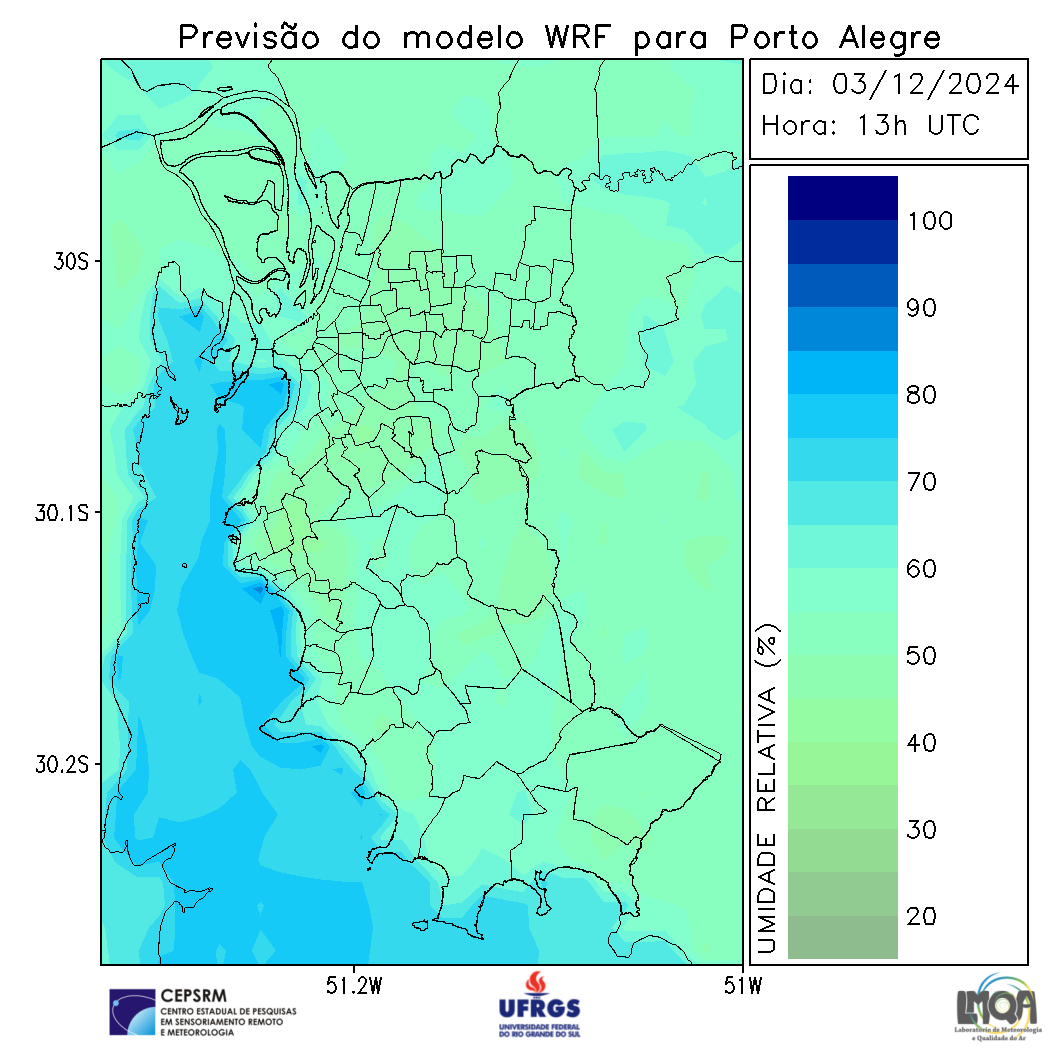 Previsão do modelo WRF para Porto Alegre
Dia: 03/12/2024
Hora: 13h UTC
30S
30.1S
30.2S
51.2W
51W
UMIDADE RELATIVA (%)
100
90
80
70
60
50
40
30
20
CEPSRM
CENTRO ESTADUAL DE PESQUISAS
EM SENSORIAMENTO REMOTO
E METEOROLOGIA
UFRGS
UNIVERSIDADE FEDERAL
DO RIO GRANDE DO SUL
LMQA
Laboratório de Meteorologia
e Qualidade do Ar